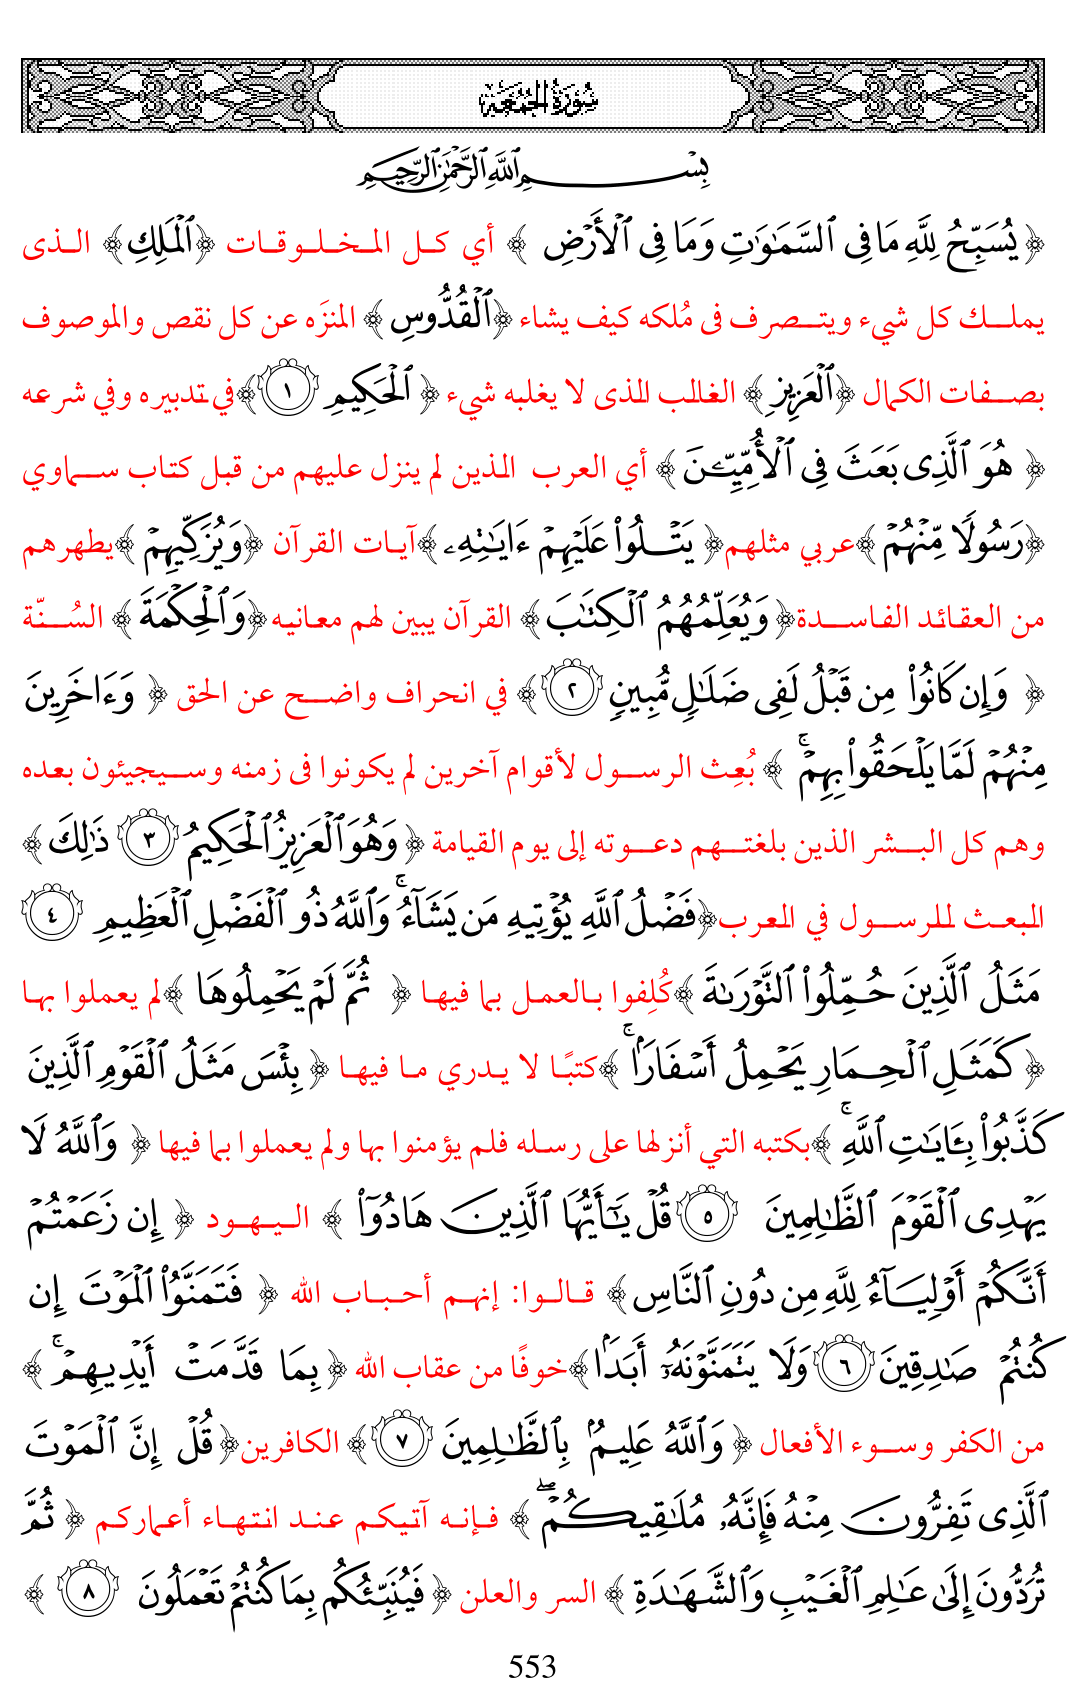 سُورَةُ الجُمُعَة
بِسْمِ ٱللَّهِ ٱلرَّحْمَٰنِ ٱلرَّحِيمِ
﴿ يُسَبِّحُ لِلَّهِ مَا فِى ٱلسَّمَٰوَٰتِ وَمَا فِى ٱلْأَرْضِ ﴾ أي كل المخلوقات ﴿ٱلْمَلِكِ﴾ الذى
يملك كل شيء ويتصرف فى مُلكه كيف يشاء ﴿ٱلْقُدُّوسِ﴾ المنزَه عن كل نقص والموصوف
بصفات الكمال ﴿ٱلْعَزِيزِ﴾ الغالب الذى لا يغلبه شيء ﴿ ٱلْحَكِيمِ ١﴾في تدبيره وفي شرعه
﴿ هُوَ ٱلَّذِى بَعَثَ فِى ٱلْأُمِّيِّـۧنَ ﴾ أي العرب الذين لم ينزل عليهم من قبل كتاب سماوي
﴿رَسُولًا مِّنْهُمْ ﴾عربي مثلهم﴿ يَتْلُوا۟ عَلَيْهِمْ ءَايَٰتِهِۦ ﴾آيات القرآن ﴿وَيُزَكِّيهِمْ ﴾يطهرهم
من العقائد الفاسدة﴿ وَيُعَلِّمُهُمُ ٱلْكِتَٰبَ ﴾ القرآن يبين لهم معانيه﴿وَٱلْحِكْمَةَ ﴾ السُنّة
﴿ وَإِن كَانُوا۟ مِن قَبْلُ لَفِى ضَلَٰلٍ مُّبِينٍ ٢﴾ في انحراف واضح عن الحق ﴿ وَءَاخَرِينَ
مِنْهُمْ لَمَّا يَلْحَقُوا۟ بِهِمْ ۚ ﴾ بُعِث الرسول لأقوام آخرين لم يكونوا فى زمنه وسيجيئون بعده
وهم كل البشر الذين بلغتهم دعوته إلى يوم القيامة ﴿ وَهُوَ ٱلْعَزِيزُ ٱلْحَكِيمُ ٣ ذَٰلِكَ ﴾
البعث للرسول في العرب﴿فَضْلُ ٱللَّهِ يُؤْتِيهِ مَن يَشَآءُ ۚ وَٱللَّهُ ذُو ٱلْفَضْلِ ٱلْعَظِيمِ ٤
مَثَلُ ٱلَّذِينَ حُمِّلُوا۟ ٱلتَّوْرَىٰةَ ﴾كُلِفوا بالعمل بما فيها ﴿ ثُمَّ لَمْ يَحْمِلُوهَا ﴾لم يعملوا بها
﴿كَمَثَلِ ٱلْحِمَارِ يَحْمِلُ أَسْفَارًۢا ۚ ﴾كتبًا لا يدري ما فيها ﴿ بِئْسَ مَثَلُ ٱلْقَوْمِ ٱلَّذِينَ
كَذَّبُوا۟ بِـَٔايَٰتِ ٱللَّهِ ۚ ﴾بكتبه التي أنزلها على رسله فلم يؤمنوا بها ولم يعملوا بما فيها ﴿ وَٱللَّهُ لَا
يَهْدِى ٱلْقَوْمَ ٱلظَّٰلِمِينَ ٥ قُلْ يَٰٓأَيُّهَا ٱلَّذِينَ هَادُوٓا۟ ﴾ اليهود ﴿ إِن زَعَمْتُمْ
أَنَّكُمْ أَوْلِيَآءُ لِلَّهِ مِن دُونِ ٱلنَّاسِ﴾ قالوا: إنهم أحباب الله ﴿ فَتَمَنَّوُا۟ ٱلْمَوْتَ إِن
كُنتُمْ صَٰدِقِينَ ٦ وَلَا يَتَمَنَّوْنَهُۥٓ أَبَدًۢا ﴾خوفًا من عقاب الله ﴿ بِمَا قَدَّمَتْ أَيْدِيهِمْ ۚ ﴾
من الكفر وسوء الأفعال ﴿ وَٱللَّهُ عَلِيمٌۢ بِٱلظَّٰلِمِينَ ٧﴾ الكافرين﴿ قُلْ إِنَّ ٱلْمَوْتَ
ٱلَّذِى تَفِرُّونَ مِنْهُ فَإِنَّهُۥ مُلَٰقِيكُمْ ۖ ﴾ فإنه آتيكم عند انتهاء أعماركم ﴿ ثُمَّ
تُرَدُّونَ إِلَىٰ عَٰلِمِ ٱلْغَيْبِ وَٱلشَّهَٰدَةِ ﴾ السر والعلن ﴿ فَيُنَبِّئُكُم بِمَا كُنتُمْ تَعْمَلُونَ ٨ ﴾
553